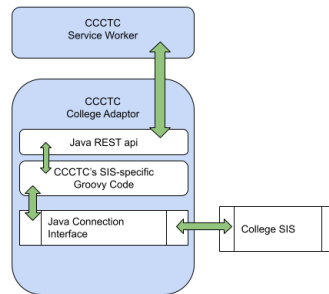 CCCTC
Service Worker
CCCTC
College Adaptor
Java REST api
CCCTC's SIS-specific
Groovy Code
Java Connection
Interface
College SIS